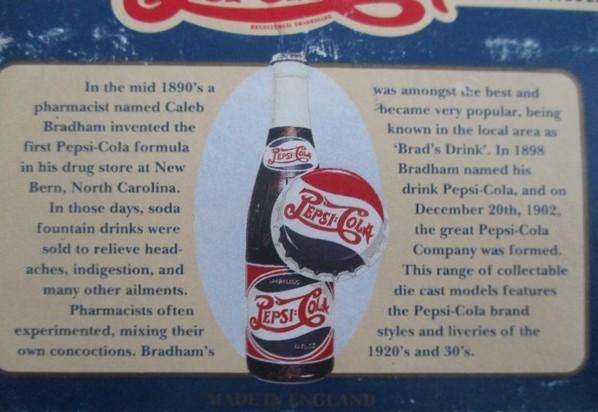 REGISTERED TRADEMARK
In the mid 1890's a
pharmacist named Caleb
Bradham invented the
first Pepsi-Cola formula
in his drug store at New
Bern, North Carolina.
In those days, soda
fountain drinks were
sold to relieve head-
aches, indigestion, and
many other ailments.
Pharmacists often
experimented, mixing their
own concoctions. Bradham's
PEPSI-COLA
PEPSI-COLA
SPARKLING
PEPSI-COLA
was amongst the best and
became very popular, being
known in the local area as
'Brad's Drink'. In 1898
Bradham named his
drink Pepsi-Cola, and on
December 20th, 1902,
the great Pepsi-Cola
Company was formed.
This range of collectable
die cast models features
the Pepsi-Cola brand
styles and liveries of the
1920's and 30's.
MADE IN ENGLAND